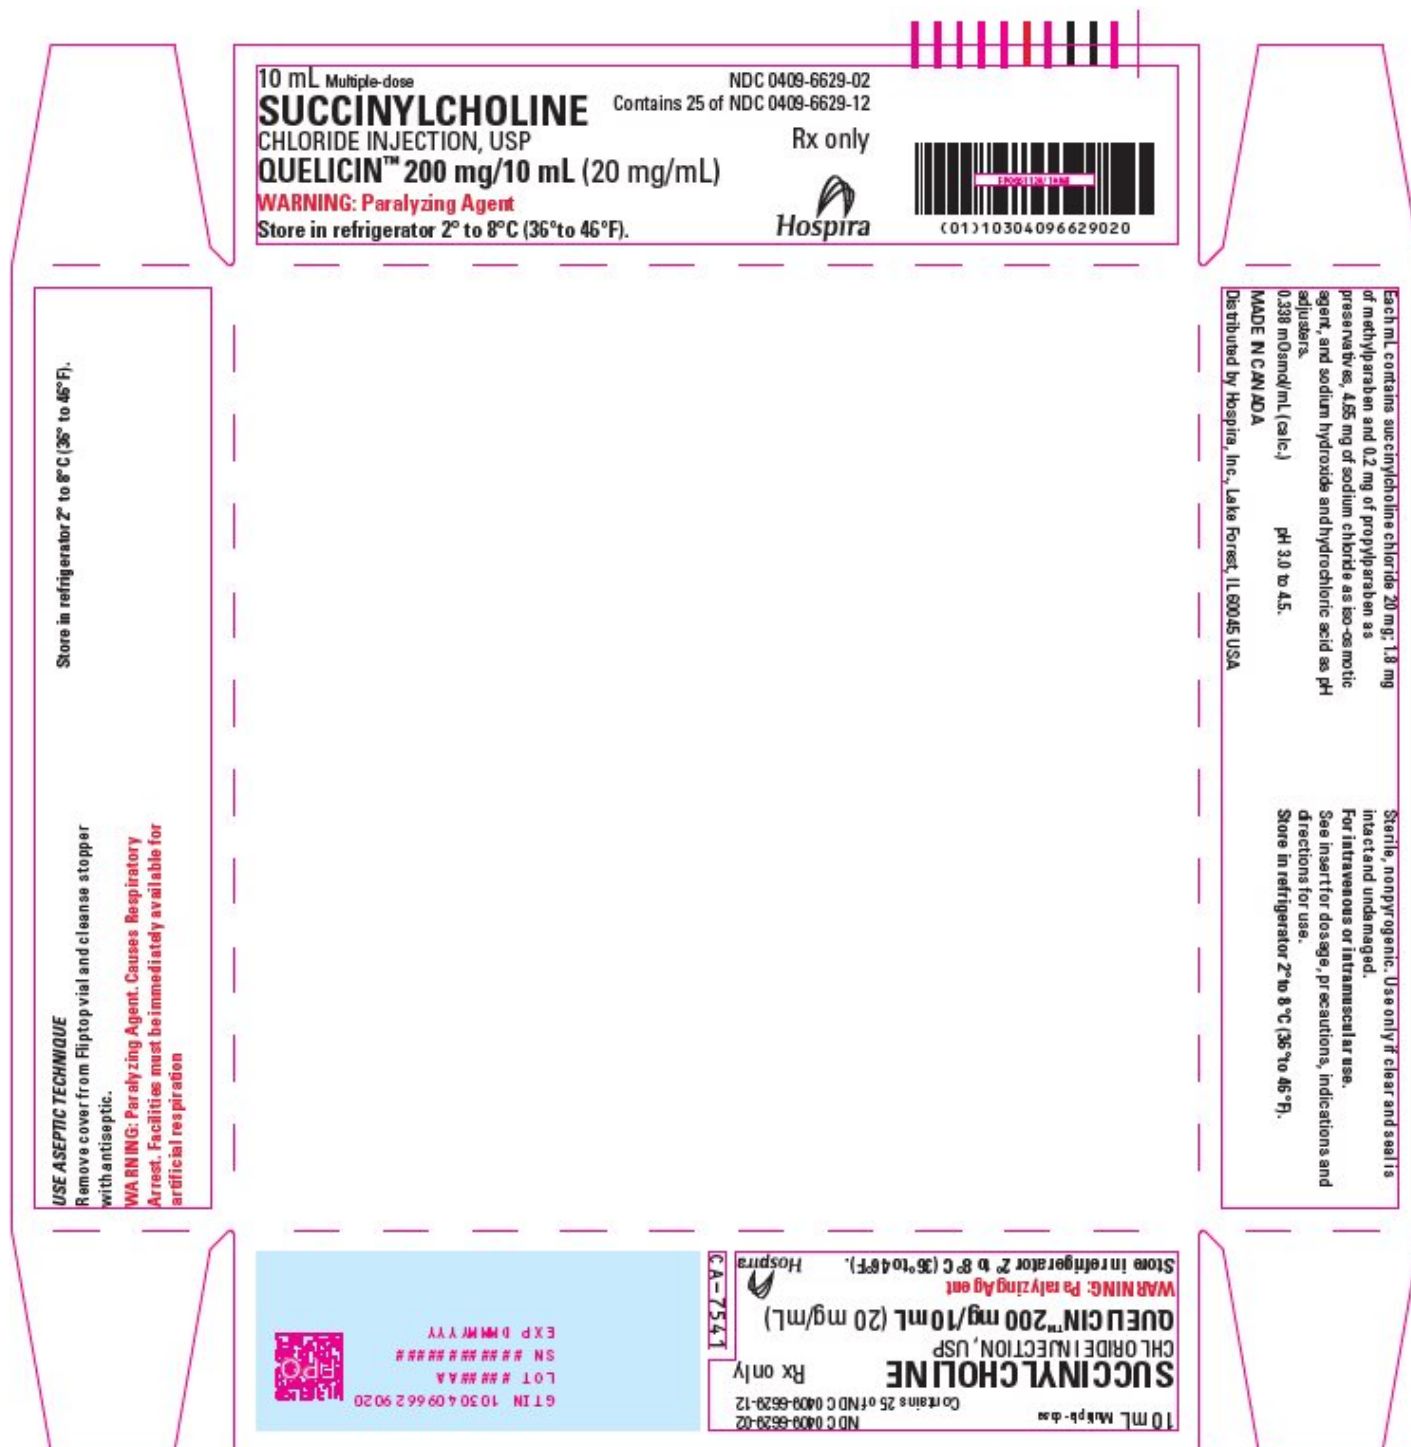 10 mL Multiple-dose
NDC 0409-6629-02
SUCCINYLCHOLINE
Contains 25 of NDC 0409-6629-12
CHLORIDE INJECTION, USP
Rx only
QUELICIN™ 200 mg/10 mL (20 mg/mL)
WARNING: Paralyzing Agent
Store in refrigerator 2° to 8°C (36°to 46°F).
Hospira
(01)10304096629020
Store in refrigerator 2° to 8°C (36° to 46°F).
USE ASEPTIC TECHNIQUE
Remove cover from Fliptop vial and cleanse stopper
with antiseptic.
WARNING: Paralyzing Agent. Causes Respiratory
Arrest. Facilities must be immediately available for
artificial respiration
Each mL contains succinylcholine chloride 20 mg; 1.8 mg
of methylparaben and 0.2 mg of propylparaben as
preservatives, 4.65 mg of sodium chloride as iso-osmotic
agent, and sodium hydroxide and hydrochloric acid as pH
adjusters.
0.338 mOsmol/mL (calc.) pH 3.0 to 4.5.
MADE IN CANADA
Distributed by Hospira, Inc., Lake Forest, IL 60045 USA
Sterile, nonpyrogenic. Use only if clear and seal is
intact and undamaged.
For intravenous or intramuscular use.
See insert for dosage, precautions, indications and
directions for use.
Store in refrigerator 2°to 8°C (36°to 46°F).
10 mL Multiple-dose
NDC 0409-6629-02
Contains 25 of NDC 0409-6629-12
SUCCINYLCHOLINE
Rx only
CHLORIDE INJECTION, USP
QUELICIN™ 200 mg/10 mL (20 mg/mL)
WARNING: Paralyzing Agent
Store in refrigerator 2° to 8°C (36°to 46°F).
Hospira
CA-7541
GTIN 10304096629020
LOT ######AA
SN ############
EXP DMMMYYYY
FPO